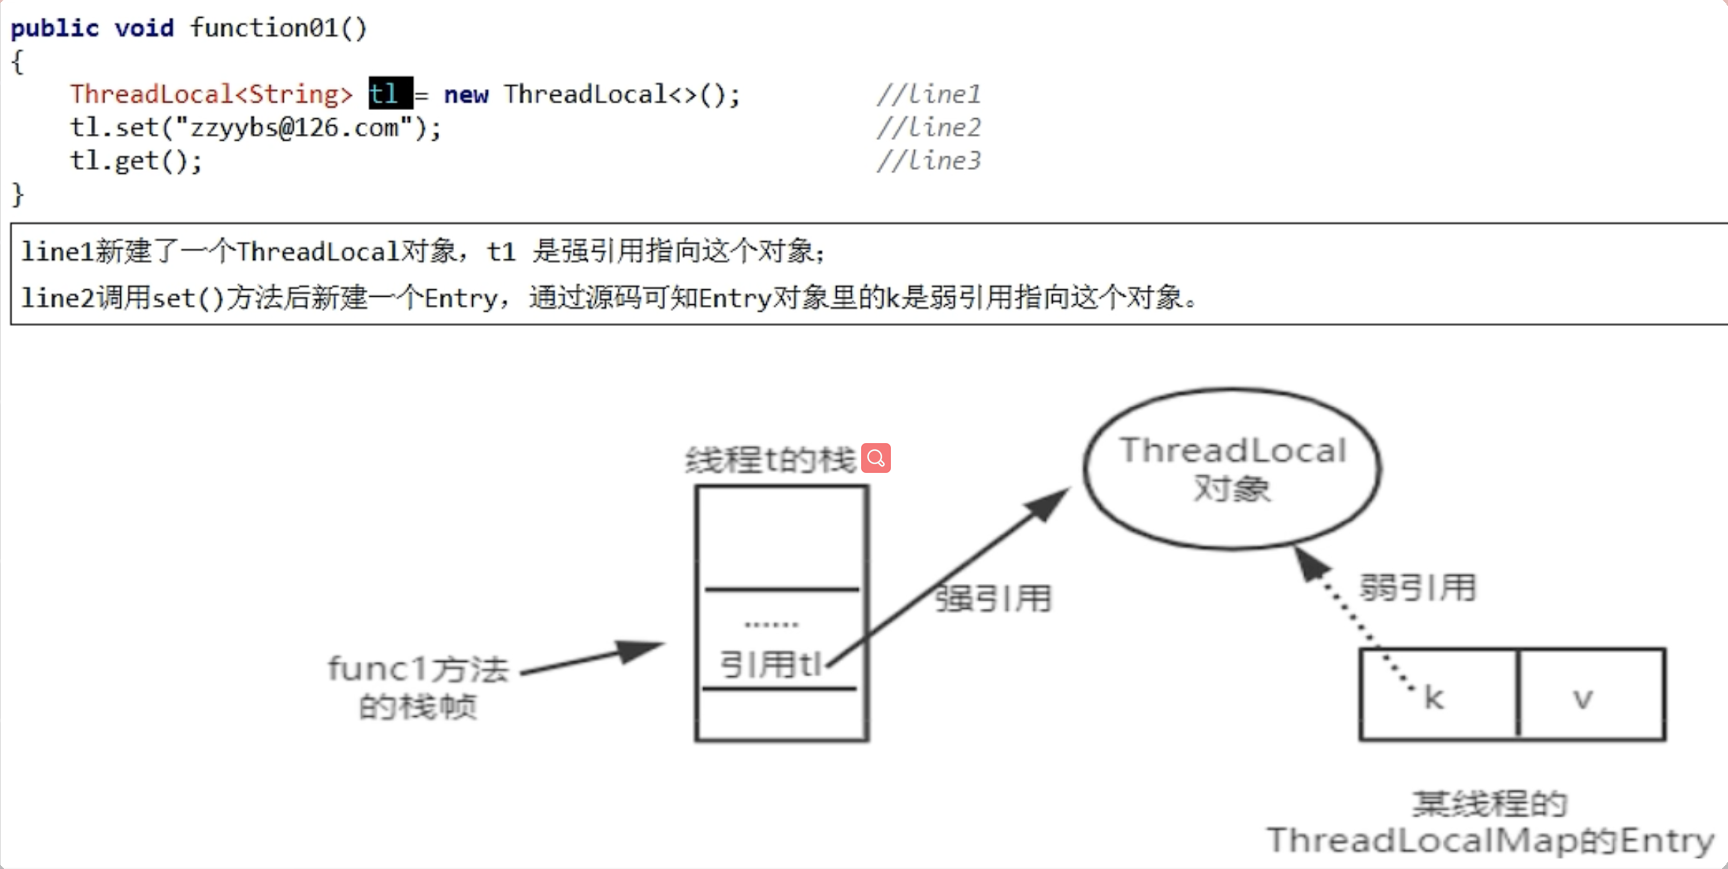 public void function01()
{
ThreadLocal<String> tl = new ThreadLocal<>(); //line1
tl.set("zzyybs@126.com"); //line2
tl.get(); //line3
}
line1新建了一个ThreadLocal对象，t1 是强引用指向这个对象；
line2调用set()方法后新建一个Entry，通过源码可知Entry对象里的k是弱引用指向这个对象。
线程t的栈
ThreadLocal
对象
强引用
弱引用
......
引用tl
func1方法
的栈帧
k
v
某线程的
ThreadLocalMap的Entry